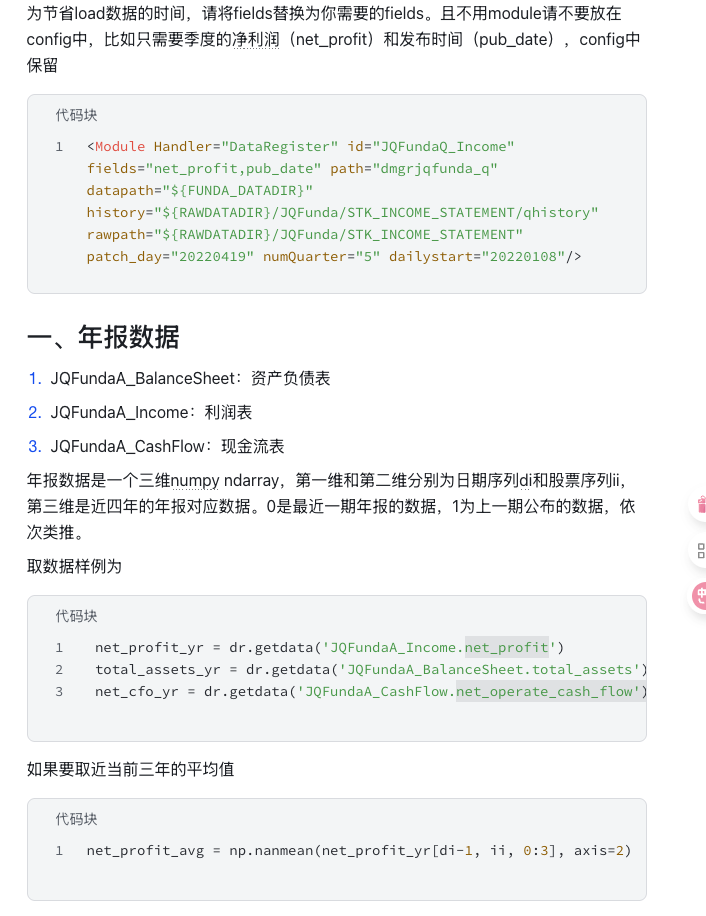 为节省load数据的时间，请将fields替换为你需要的fields。且不用module请不要放在
config中，比如只需要季度的净利润（net_profit）和发布时间（pub_date），config中
保留
代码块
1 <Module Handler="DataRegister" id="JQFundaQ_Income"
fields="net_profit,pub_date" path="dmgrjqfunda_q"
datapath="${FUNDA_DATADIR}"
history="${RAWDATADIR}/JQFunda/STK_INCOME_STATEMENT/qhistory"
rawpath="${RAWDATADIR}/JQFunda/STK_INCOME_STATEMENT"
patch_day="20220419" numQuarter="5" dailystart="20220108"/>
一、年报数据
1. JQFundaA_BalanceSheet：资产负债表
2. JQFundaA_Income：利润表
3. JQFundaA_CashFlow：现金流表
年报数据是一个三维numpy ndarray，第一维和第二维分别为日期序列di和股票序列ii，
第三维是近四年的年报对应数据。0是最近一期年报的数据，1为上一期公布的数据，依
次类推。
取数据样例为
代码块
1 net_profit_yr = dr.getdata('JQFundaA_Income.net_profit')
2 total_assets_yr = dr.getdata('JQFundaA_BalanceSheet.total_assets')
3 net_cfo_yr = dr.getdata('JQFundaA_CashFlow.net_operate_cash_flow')
如果要取近当前三年的平均值
代码块
1 net_profit_avg = np.nanmean(net_profit_yr[di-1, ii, 0:3], axis=2)